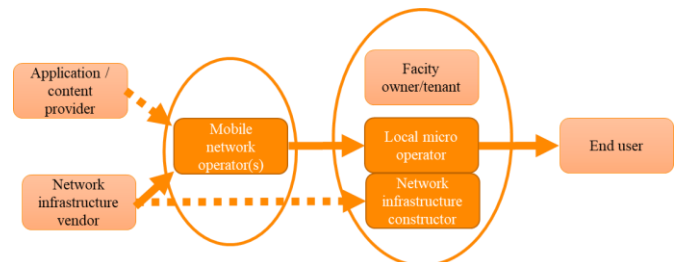 Application /
content
provider
Facity
owner/tenant
Mobile
network
operator(s)
Local micro
operator
End user
Network
infrastructure
vendor
Network
infrastructure
constructor